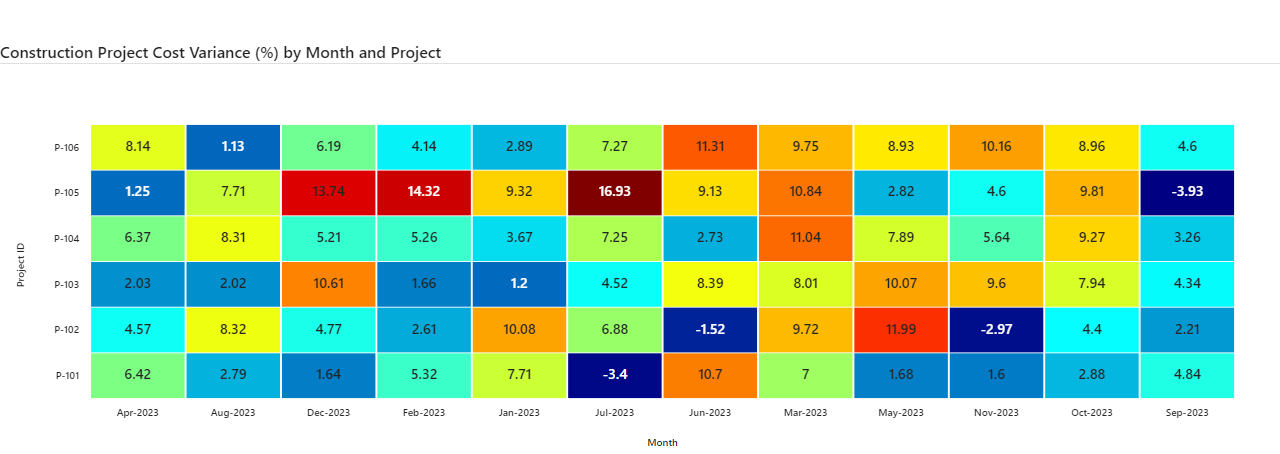 Construction Project Cost Variance (%) by Month and Project
P-106 8.14 1.13 6.19 4.14 2.89 7.27 11.31 9.75 8.93 10.16 8.96 4.6
P-105 1.25 7.71 13.74 14.32 9.32 16.93 9.13 10.84 2.82 4.6 9.81 -3.93
P-104 6.37 8.31 5.21 5.26 3.67 7.25 2.73 11.04 7.89 5.64 9.27 3.26
P-103 2.03 2.02 10.61 1.66 1.2 4.52 8.39 8.01 10.07 9.6 7.94 4.34
P-102 4.57 8.32 4.77 2.61 10.08 6.88 -1.52 9.72 11.99 -2.97 4.4 2.21
P-101 6.42 2.79 1.64 5.32 7.71 -3.4 10.7 7 1.68 1.6 2.88 4.84
Apr-2023 Aug-2023 Dec-2023 Feb-2023 Jan-2023 Jul-2023 Jun-2023 Mar-2023 May-2023 Nov-2023 Oct-2023 Sep-2023
Month
Project ID